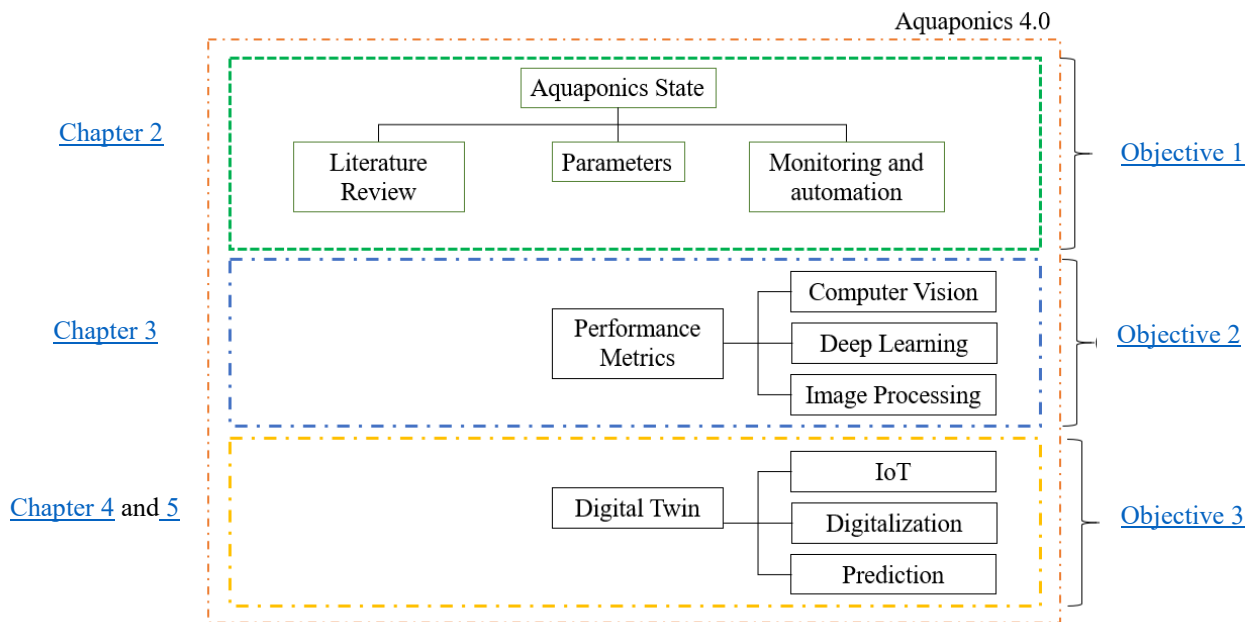 Aquaponics 4.0
Aquaponics State
Chapter 2
Literature
Review
Parameters
Monitoring and
automation
Objective 1
Chapter 3
Performance
Metrics
Computer Vision
Deep Learning
Image Processing
Objective 2
Chapter 4 and 5
Digital Twin
IoT
Digitalization
Prediction
Objective 3